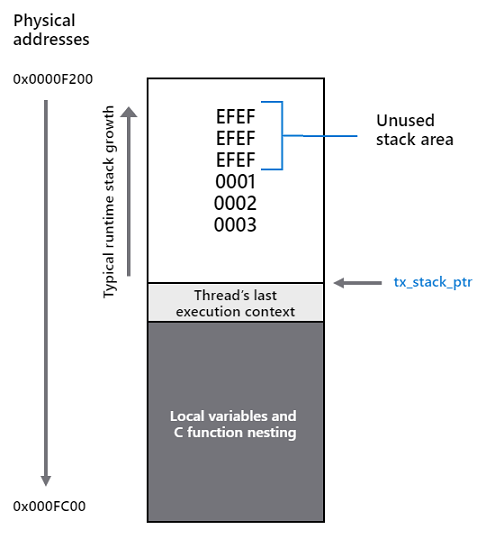 Physical
addresses
0x0000F200
Typical runtime stack growth
EFEF
EFEF
EFEF
0001
0002
0003
Unused
stack area
tx_stack_ptr
Thread's last
execution context
Local variables and
C function nesting
0x000FC00